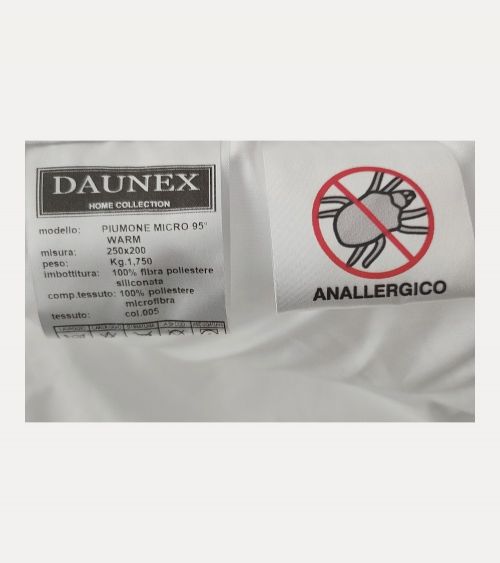 DAUNEX
HOME COLLECTION
modello: PIUMONE MICRO 95°
WARM
misura: 250x200
peso: Kg.1,750
imbottitura: 100% fibra poliestere
siliconata
comp.tessuto: 100% poliestere
microfibra
tessuto: col.005
ANALLERGICO